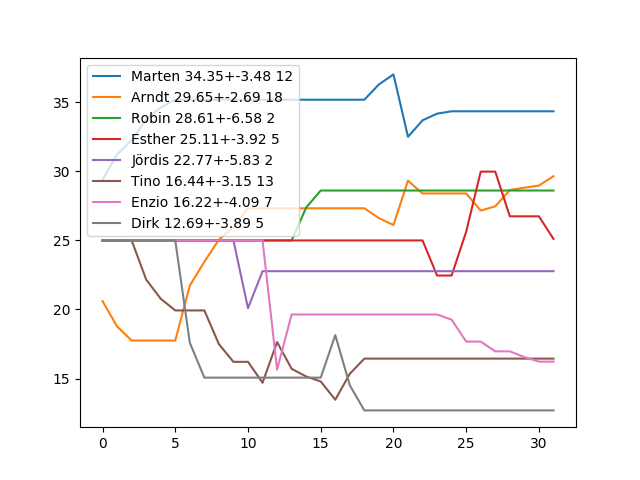 Marten 34.35+-3.48 12
Arndt 29.65+-2.69 18
Robin 28.61+-6.58 2
Esther 25.11+-3.92 5
Jördis 22.77+-5.83 2
Tino 16.44+-3.15 13
Enzio 16.22+-4.09 7
Dirk 12.69+-3.89 5
35
30
25
20
15
0 5 10 15 20 25 30